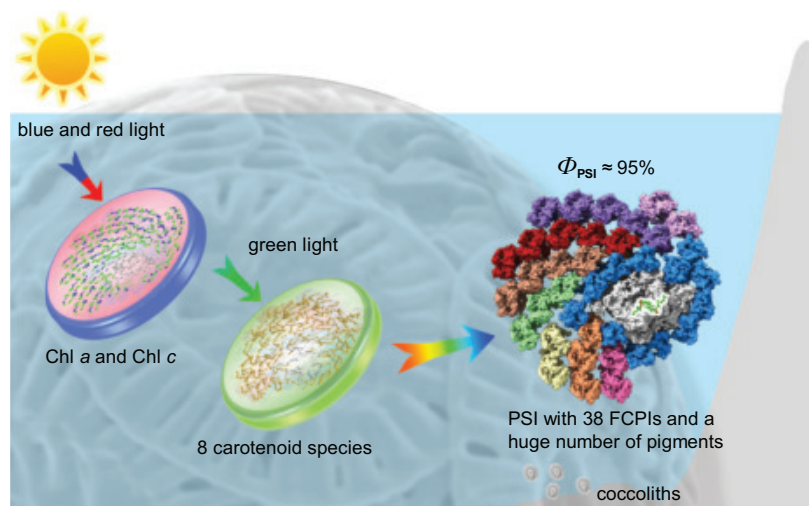 blue and red light
ΦPSI ≈ 95%
green light
Chl a and Chl c
8 carotenoid species
PSI with 38 FCPIs and a
huge number of pigments
coccoliths